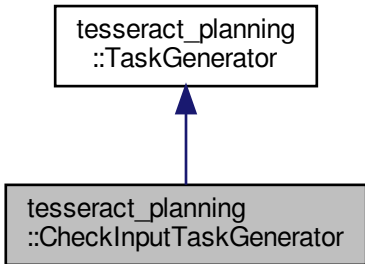 tesseract_planning
::TaskGenerator
tesseract_planning
::CheckInputTaskGenerator